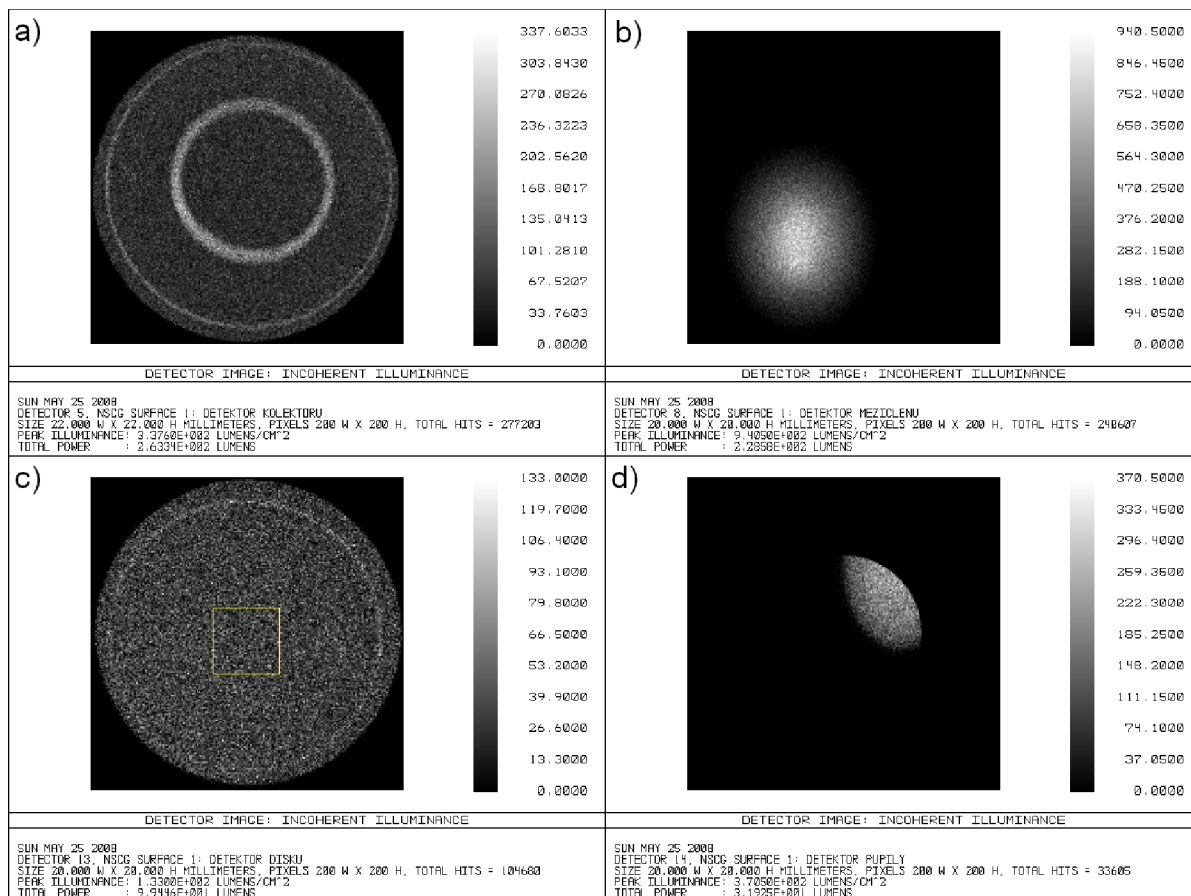 a)
337.6033
303.8430
270.0826
236.3223
202.5620
168.8017
135.0413
101.2810
67.5207
33.7603
0.0000
DETECTOR IMAGE: INCOHERENT ILLUMINANCE
SUN MAY 25 2008
DETECTOR 5, NSCG SURFACE 1: DETEKTOR KOLEKTORU
SIZE 22.000 W X 22.000 H MILLIMETERS, PIXELS 200 W X 200 H, TOTAL HITS = 277203
PEAK ILLUMINANCE: 3.3760E+002 LUMENS/CM^2
TOTAL POWER : 2.6334E+002 LUMENS
b)
940.5000
846.4500
752.4000
658.3500
564.3000
470.2500
376.2000
282.1500
188.1000
94.0500
0.0000
DETECTOR IMAGE: INCOHERENT ILLUMINANCE
SUN MAY 25 2008
DETECTOR 8, NSCG SURFACE 1: DETEKTOR MEZICLENU
SIZE 20.000 W X 20.000 H MILLIMETERS, PIXELS 200 W X 200 H, TOTAL HITS = 240607
PEAK ILLUMINANCE: 9.4050E+002 LUMENS/CM^2
TOTAL POWER : 2.2858E+002 LUMENS
c)
133.0000
119.7000
106.4000
93.1000
79.8000
66.5000
53.2000
39.9000
26.6000
13.3000
0.0000
DETECTOR IMAGE: INCOHERENT ILLUMINANCE
SUN MAY 25 2008
DETECTOR 13, NSCG SURFACE 1: DETEKTOR DISKU
SIZE 20.000 W X 20.000 H MILLIMETERS, PIXELS 200 W X 200 H, TOTAL HITS = 104680
PEAK ILLUMINANCE: 1.3300E+002 LUMENS/CM^2
TOTAL POWER : 9.9446E+001 LUMENS
d)
370.5000
333.4500
296.4000
259.3500
222.3000
185.2500
148.2000
111.1500
74.1000
37.0500
0.0000
DETECTOR IMAGE: INCOHERENT ILLUMINANCE
SUN MAY 25 2008
DETECTOR 14, NSCG SURFACE 1: DETEKTOR PUPILY
SIZE 20.000 W X 20.000 H MILLIMETERS, PIXELS 200 W X 200 H, TOTAL HITS = 33605
PEAK ILLUMINANCE: 3.7050E+002 LUMENS/CM^2
TOTAL POWER : 3.1925E+001 LUMENS